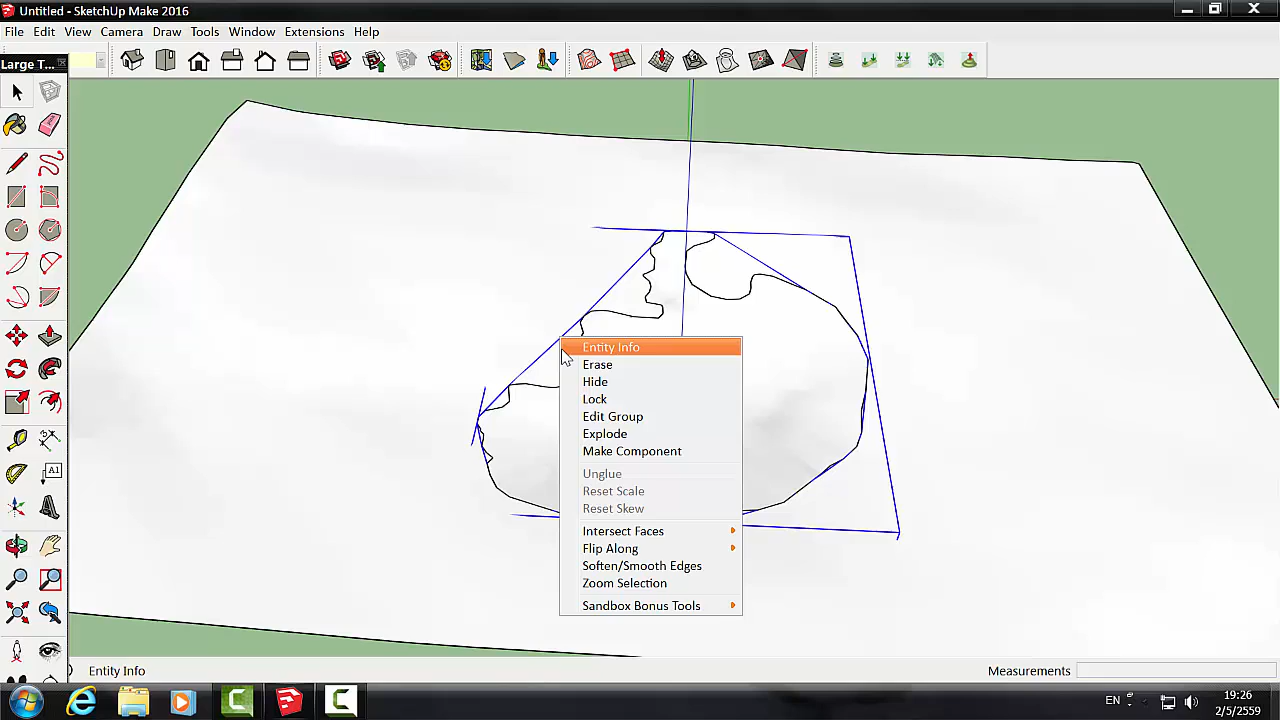 Untitled - SketchUp Make 2016
File Edit View Camera Draw Tools Window Extensions Help
Large T...
A1
A
Entity Info
Erase
Hide
Lock
Edit Group
Explode
Make Component
Unglue
Reset Scale
Reset Skew
Intersect Faces
Flip Along
Soften/Smooth Edges
Zoom Selection
Sandbox Bonus Tools
Entity Info
Measurements
EN
19:26
2/5/2559